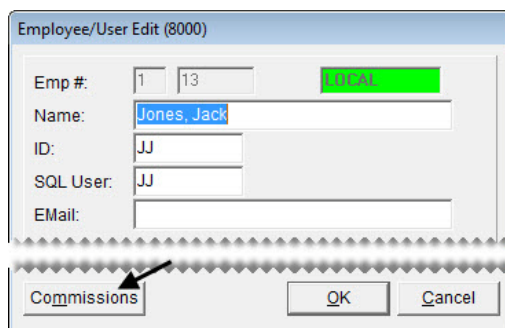 Employee/User Edit (8000)
Emp #: 1 13 LOCAL
Name: Jones, Jack
ID: JJ
SQL User: JJ
EMail:
Commissions OK Cancel